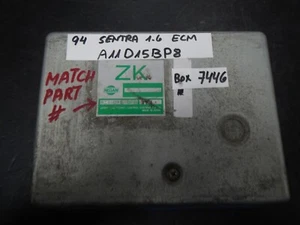 94 SENTRA 1.6 ECM
A11D15BP8
ZK
MATCH
PART
#
BOX 7446